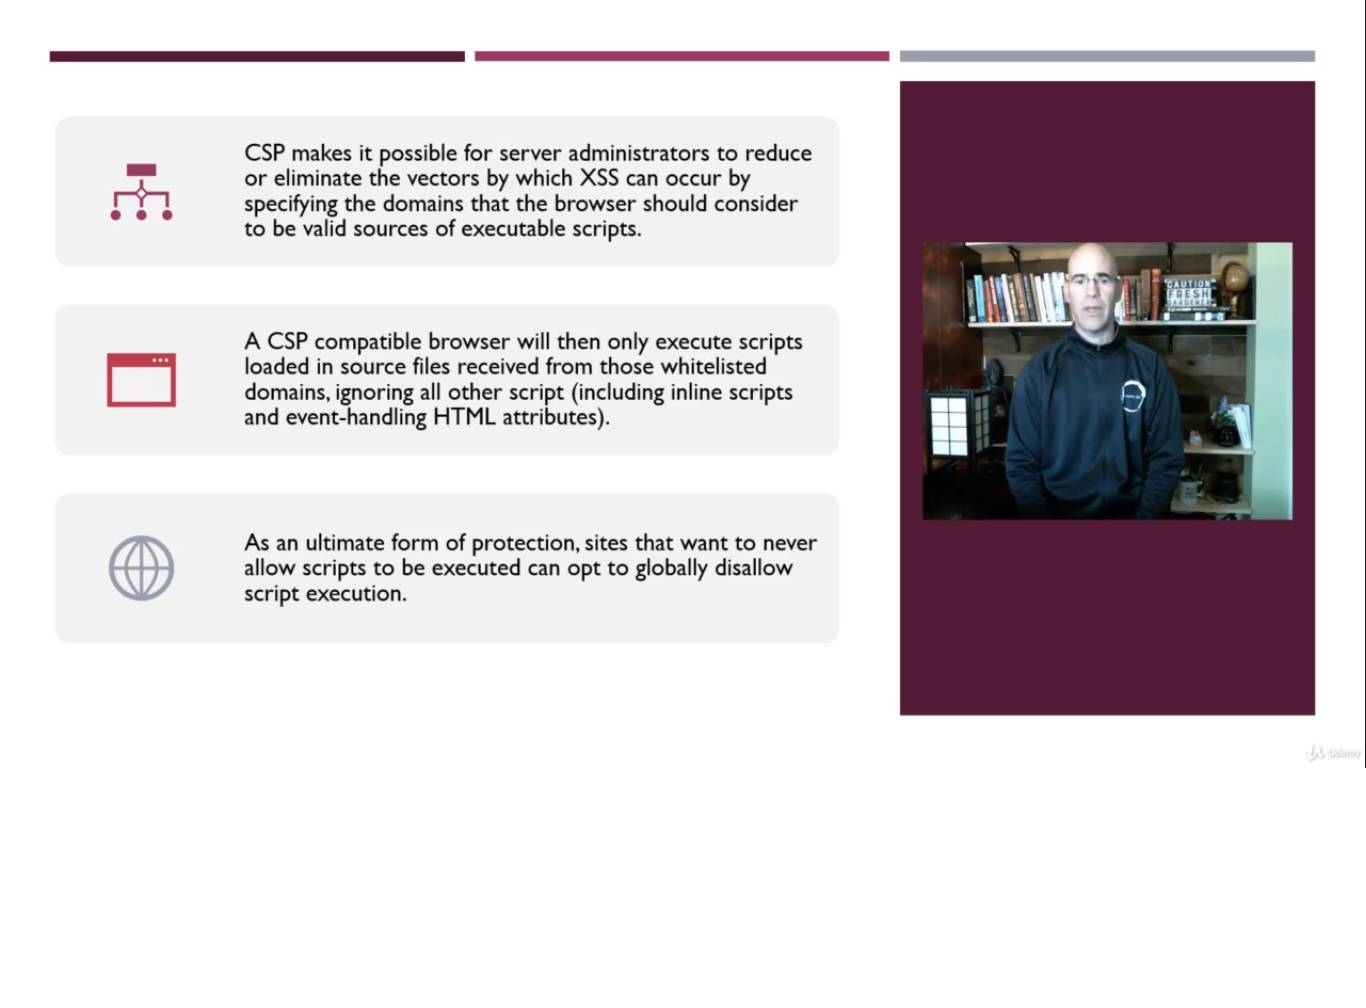 CSP makes it possible for server administrators to reduce
or eliminate the vectors by which XSS can occur by
specifying the domains that the browser should consider
to be valid sources of executable scripts.
A CSP compatible browser will then only execute scripts
loaded in source files received from those whitelisted
domains, ignoring all other script (including inline scripts
and event-handling HTML attributes).
As an ultimate form of protection, sites that want to never
allow scripts to be executed can opt to globally disallow
script execution.
CAUTION
FRESH
Udemy